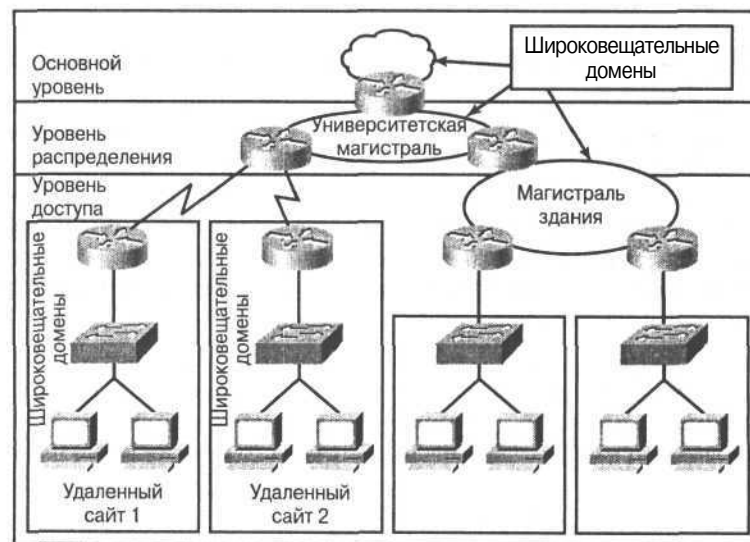 Широковещательные
домены
Основной
уровень
Университетская
магистраль
Уровень
распределения
Уровень
доступа
Магистраль
здания
Широковещательные
домены
Широковещательные
домены
Удаленный
сайт 1
Удаленный
сайт 2